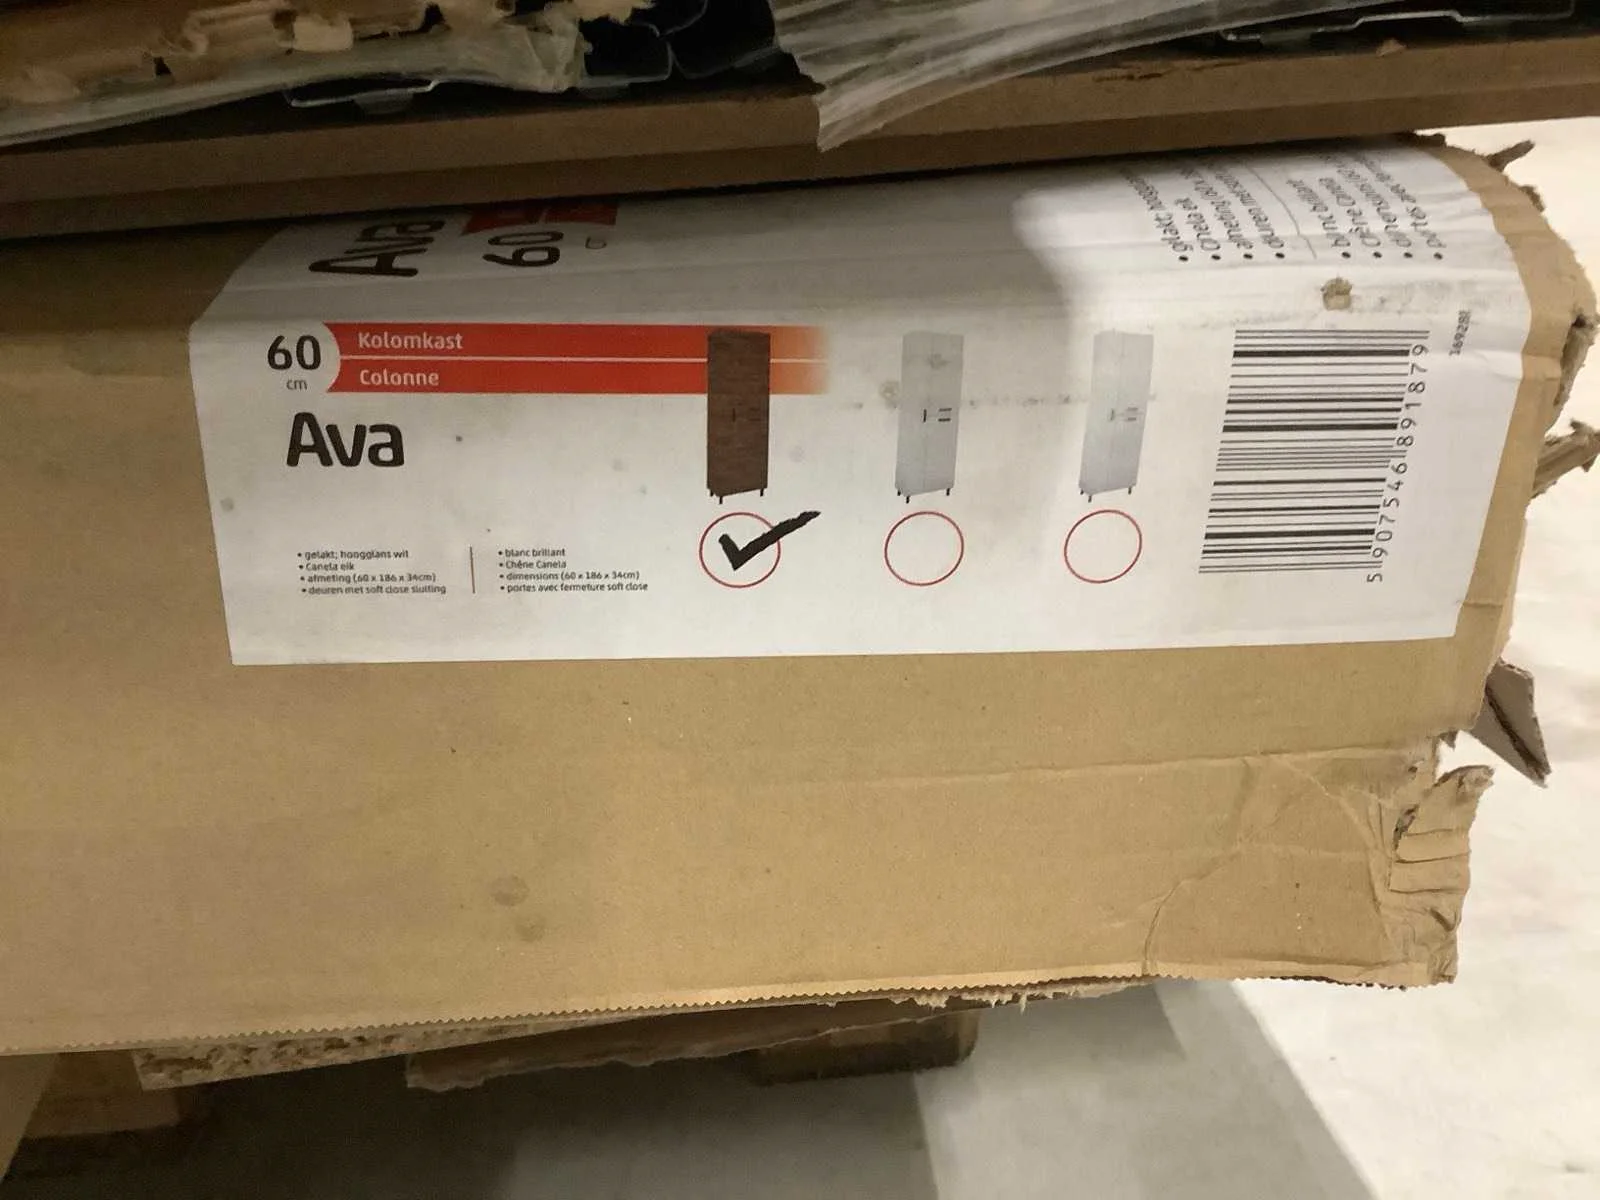 Ava
60
60
cm
Kolomkast
Colonne
Ava
• gelakt; hoogglans wit
• Canela eik
• afmeting (60 x 186 x 34cm)
• deuren met soft close sluiting
• blanc brillant
• Chêne Canela
• dimensions (60 x 186 x 34cm)
• portes avec fermeture soft close
5 907546 891879